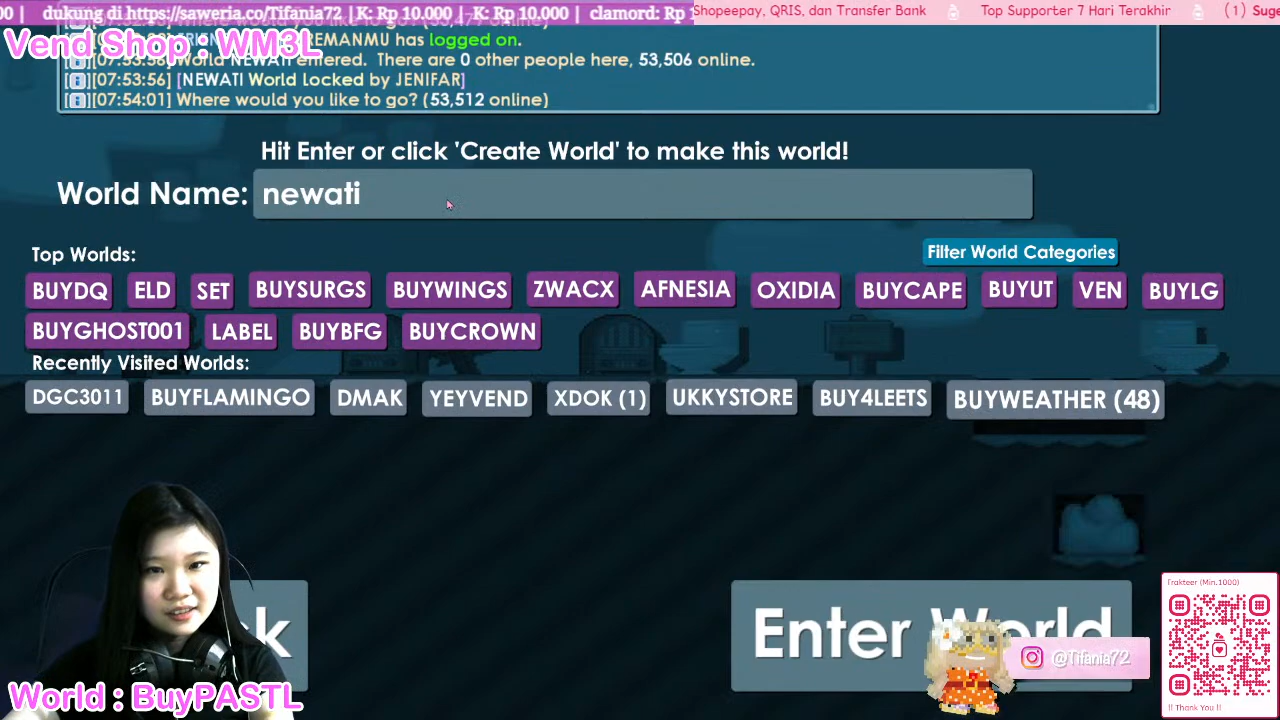 00 | dukung di https://saweria.co/Tifania72 | K: Rp 10.000 | K: Rp 10.000 | clamord: Rp
Shopeepay, QRIS, dan Transfer Bank Top Supporter 7 Hari Terakhir (1) Suge
Vend Shop : WM3L
REMANMU has logged on.
World NEWATI entered. There are 0 other people here, 53,506 online.
[07:53:56] [NEWATI World Locked by JENIFAR]
[07:54:01] Where would you like to go? (53,512 online)
Hit Enter or click 'Create World' to make this world!
World Name: newati
Top Worlds:
Filter World Categories
BUYDQ ELD SET BUYSURGS BUYWINGS ZWACX AFNESIA OXIDIA BUYCAPE BUYUT VEN BUYLG
BUYGHOST001 LABEL BUYBFG BUYCROWN
Recently Visited Worlds:
DGC3011 BUYFLAMINGO DMAK YEYVEND XDOK (1) UKKYSTORE BUY4LEETS BUYWEATHER (48)
Trakteer (Min.1000)
Enter World
@Tifania72
World : BuyPASTL
!! Thank You !!